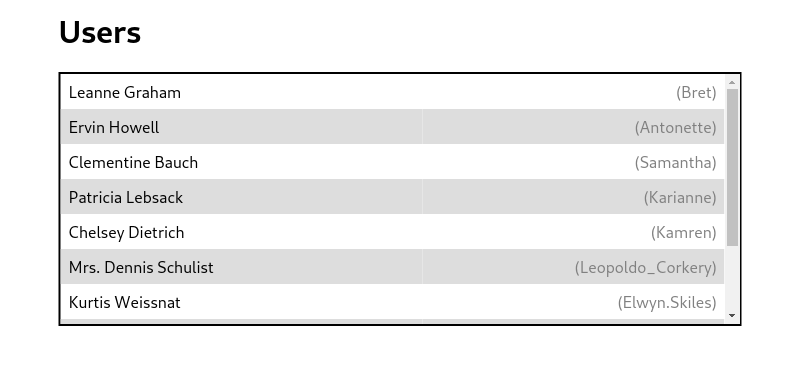 Users
Leanne Graham (Bret)
Ervin Howell (Antonette)
Clementine Bauch (Samantha)
Patricia Lebsack (Karianne)
Chelsey Dietrich (Kamren)
Mrs. Dennis Schulist (Leopoldo_Corkery)
Kurtis Weissnat (Elwyn.Skiles)